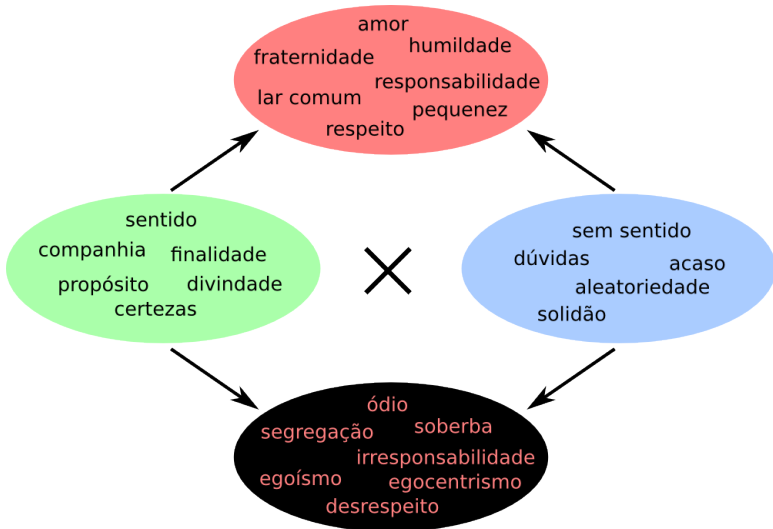 amor
humildade
fraternidade
responsabilidade
lar comum
pequenez
respeito
sentido
companhia
finalidade
propósito
divindade
certezas
sem sentido
dúvidas
acaso
aleatoriedade
solidão
ódio
soberba
segregação
irresponsabilidade
egoísmo
egocentrismo
desrespeito